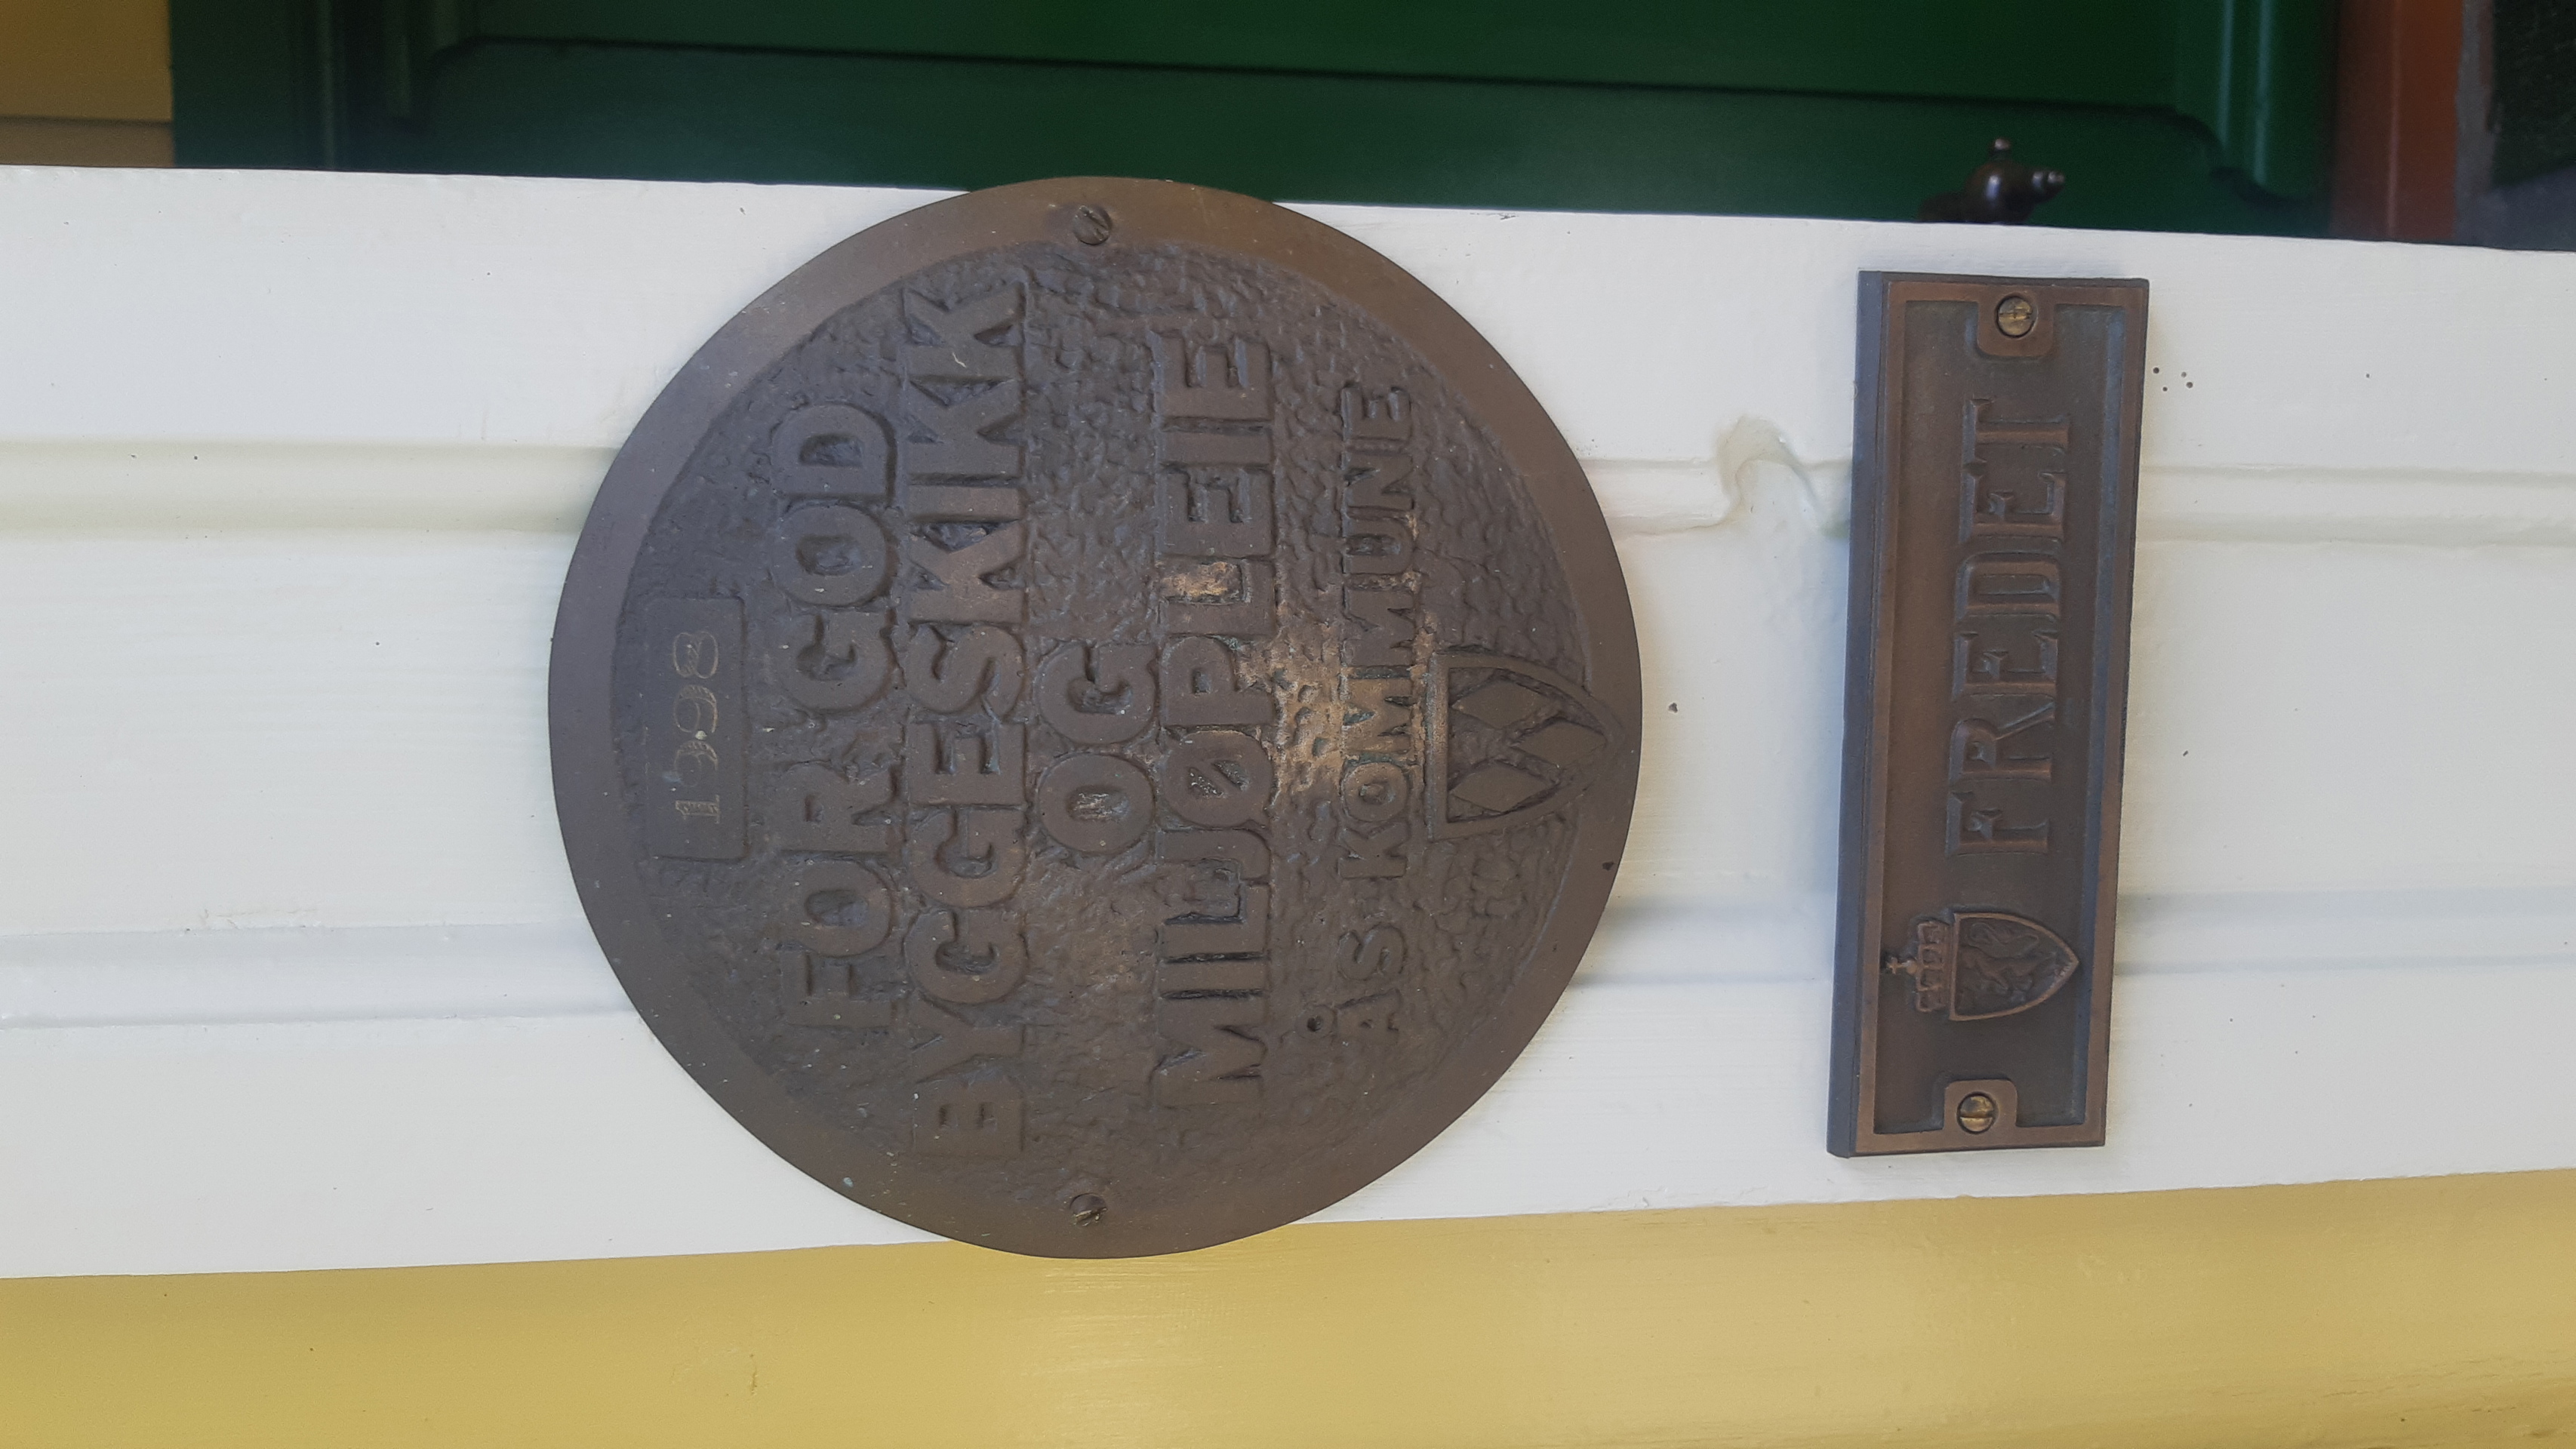 1998
FOR GOD
BYGGESKIKK
OG
MILJØPLEIE
ÅS KOMMUNE
FREDET